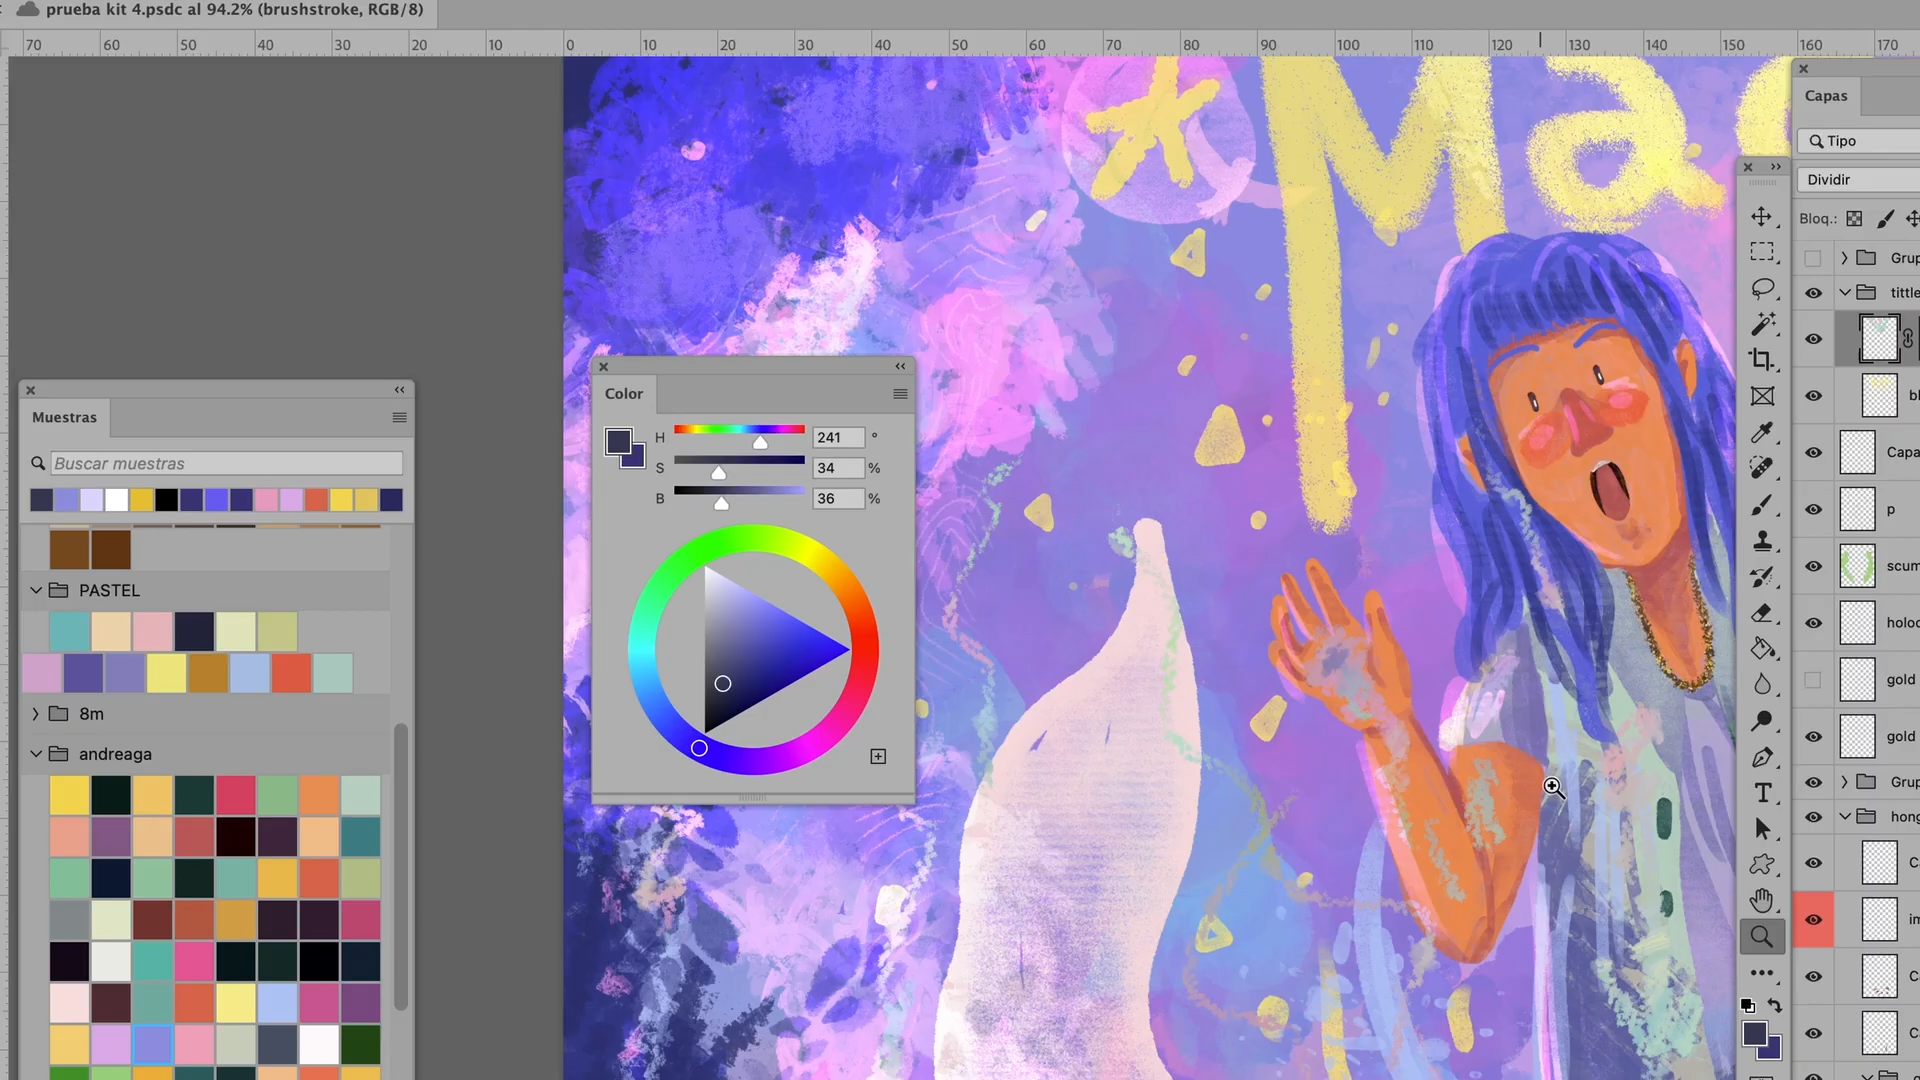 prueba kit 4.psdc al 94.2% (brushstroke, RGB/8)
70 60 50 40 30 20 10 0 10 20 30 40 50 60 70 80 90 100 110 120 130 140 150 160 170
Ma
Capas
Tipo
Dividir
Bloq.:
Grup
tittle
bl
Capa
p
scum
holo
gold
gold
Grup
hong
C
im
C
C
T
Muestras
Buscar muestras
PASTEL
8m
andreaga
Color
H 241 °
S 34 %
B 36 %